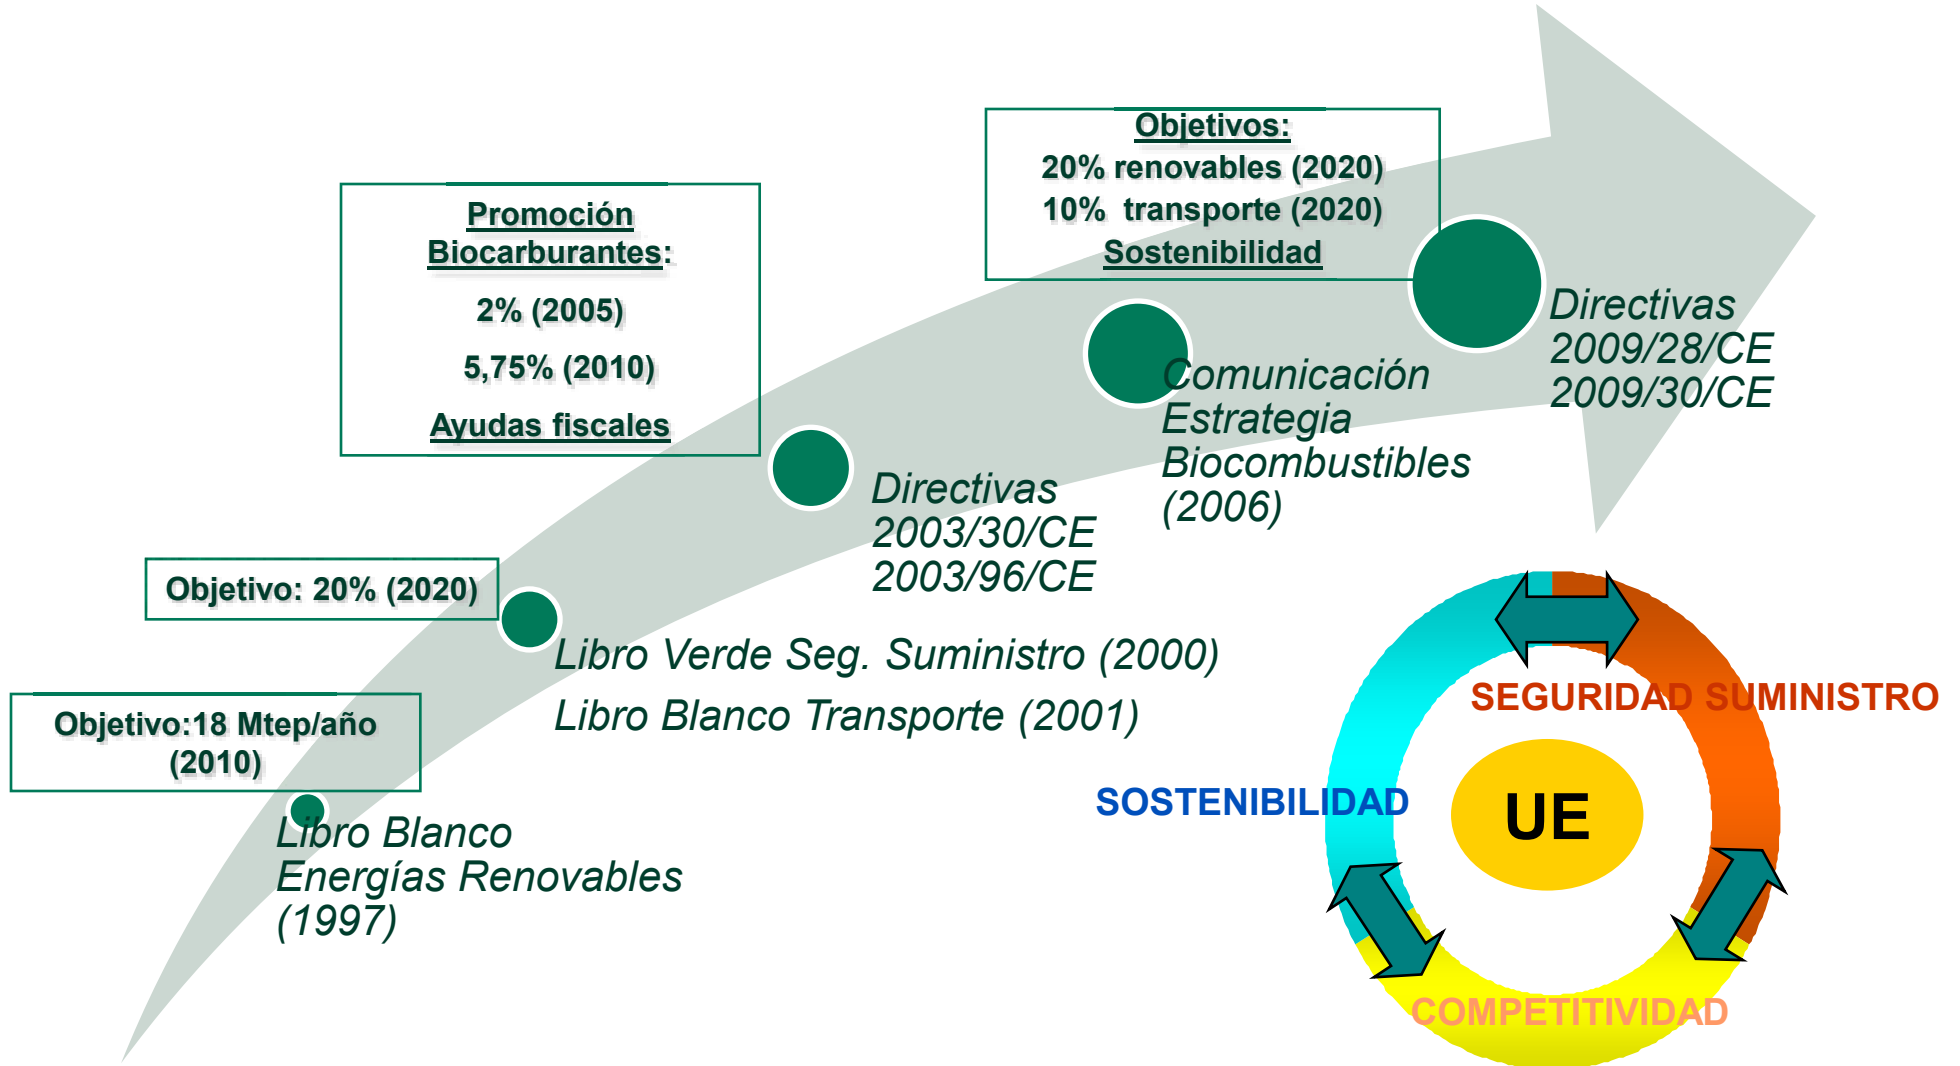 Objetivos:
20% renovables (2020)
10% transporte (2020)
Sostenibilidad
Promoción
Biocarburantes:
2% (2005)
5,75% (2010)
Ayudas fiscales
Directivas
2009/28/CE
2009/30/CE
Comunicación
Estrategia
Biocombustibles
(2006)
Directivas
2003/30/CE
2003/96/CE
Objetivo: 20% (2020)
Libro Verde Seg. Suministro (2000)
Libro Blanco Transporte (2001)
Objetivo:18 Mtep/año
(2010)
Libro Blanco
Energías Renovables
(1997)
SEGURIDAD SUMINISTRO
SOSTENIBILIDAD
UE
COMPETITIVIDAD